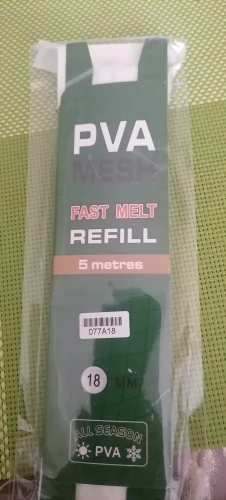 PVA
MESH
FAST MELT
REFILL
5 metres
077A18
18 MM
ALL SEASON
PVA